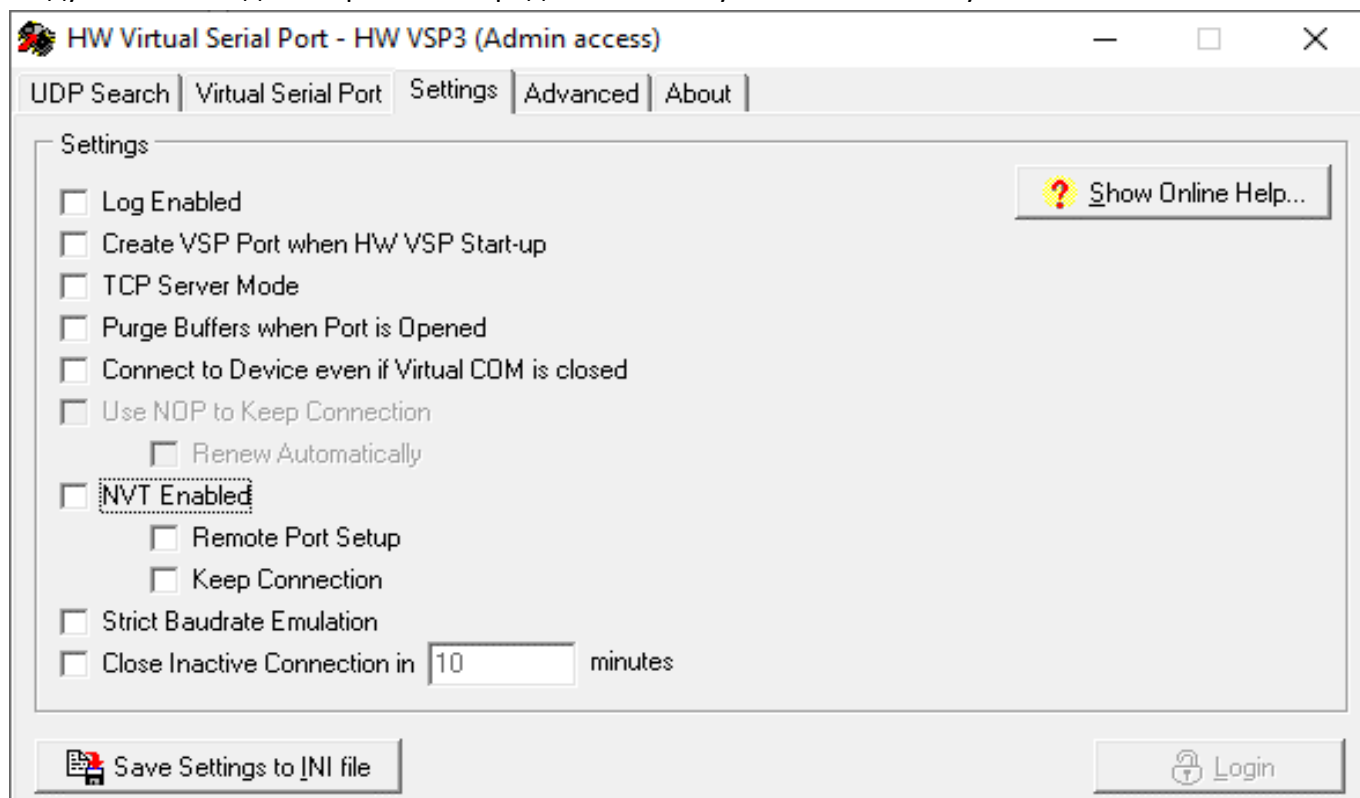 HW Virtual Serial Port - HW VSP3 (Admin access)
UDP Search Virtual Serial Port Settings Advanced About
Settings
Show Online Help...
Log Enabled
Create VSP Port when HW VSP Start-up
TCP Server Mode
Purge Buffers when Port is Opened
Connect to Device even if Virtual COM is closed
Use NOP to Keep Connection
Renew Automatically
NVT Enabled
Remote Port Setup
Keep Connection
Strict Baudrate Emulation
Close Inactive Connection in 10 minutes
Save Settings to INI file
Login